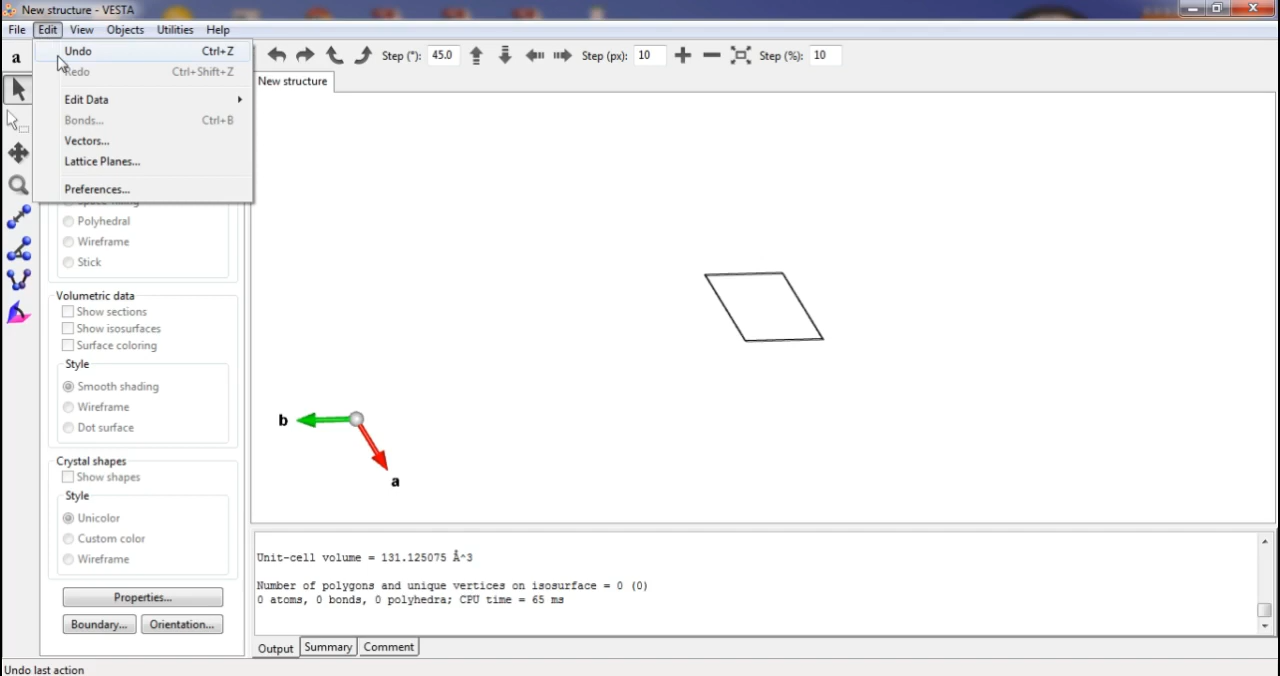 New structure - VESTA
File Edit View Objects Utilities Help
a
Undo Ctrl+Z
Redo Ctrl+Shift+Z
Edit Data
Bonds... Ctrl+B
Vectors...
Lattice Planes...
Preferences...
Step (°): 45.0 Step (px): 10 Step (%): 10
New structure
Polyhedral
Wireframe
Stick
Volumetric data
Show sections
Show isosurfaces
Surface coloring
Style
Smooth shading
Wireframe
Dot surface
Crystal shapes
Show shapes
Style
Unicolor
Custom color
Wireframe
Properties...
Boundary... Orientation...
b
a
Unit-cell volume = 131.125075 Å^3
Number of polygons and unique vertices on isosurface = 0 (0)
0 atoms, 0 bonds, 0 polyhedra; CPU time = 65 ms
Output Summary Comment
Undo last action